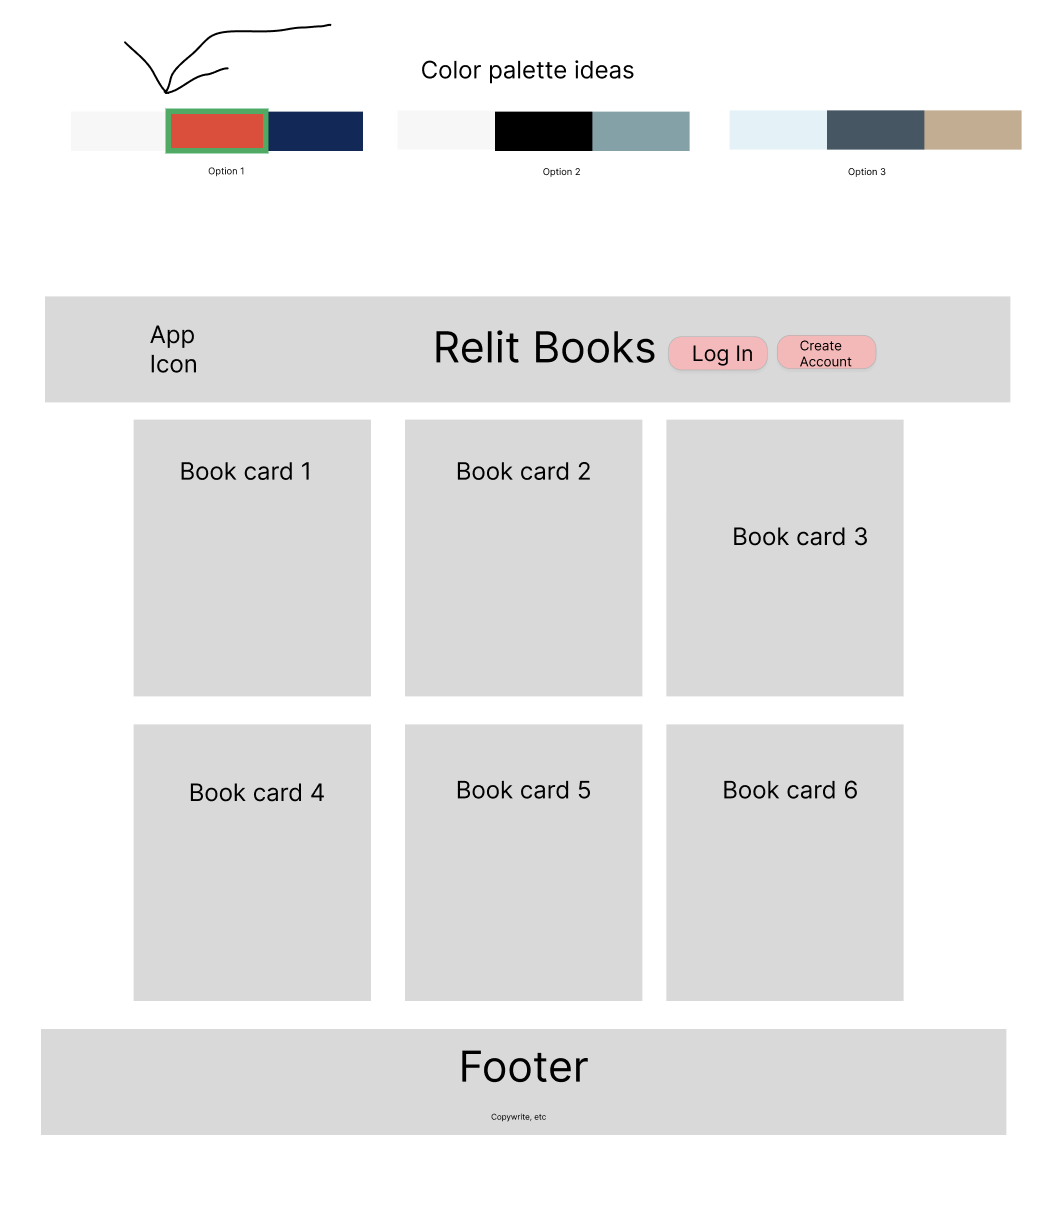 Color palette ideas
Option 1
Option 2
Option 3
App
Icon
Relit Books
Log In
Create
Account
Book card 1
Book card 2
Book card 3
Book card 4
Book card 5
Book card 6
Footer
Copywrite, etc